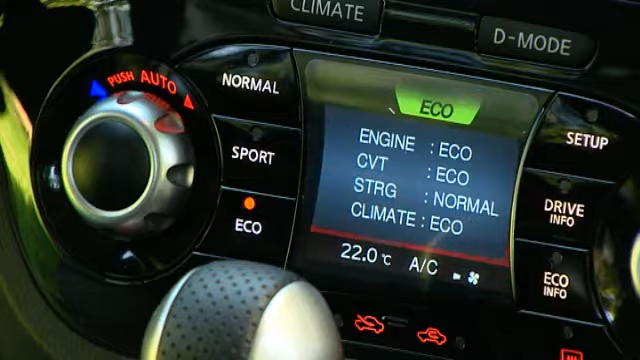 CLIMATE
D-MODE
PUSH AUTO
NORMAL
SPORT
ECO
ECO
ENGINE : ECO
CVT : ECO
STRG : NORMAL
CLIMATE : ECO
22.0℃ A/C
SETUP
DRIVE
INFO
ECO
INFO